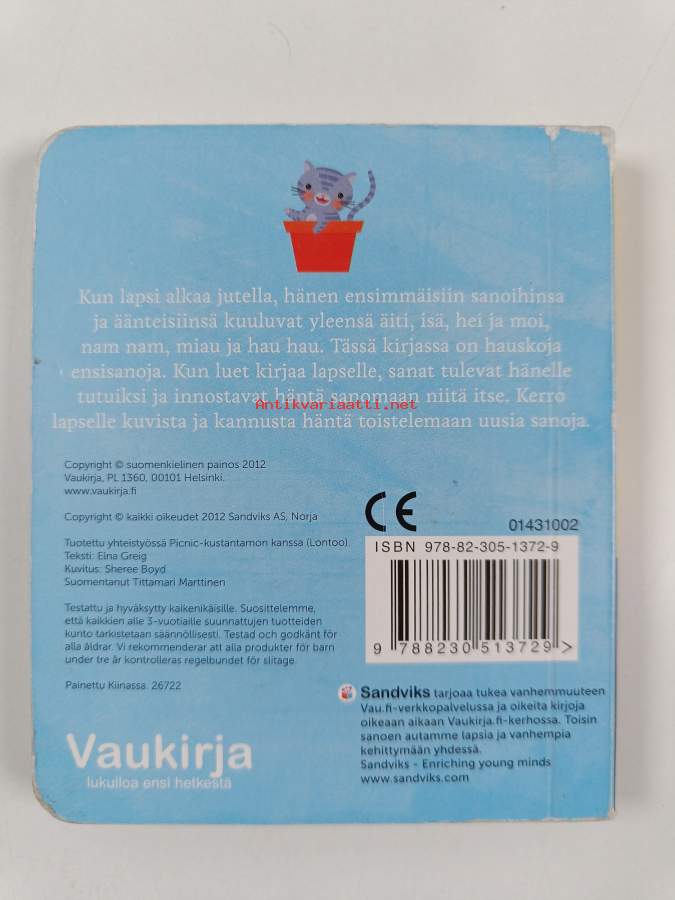 Kun lapsi alkaa jutella, hänen ensimmäisiin sanoihinsa
ja äänteisiinsä kuuluvat yleensä äiti, isä, hei ja moi,
nam nam, miau ja hau hau. Tässä kirjassa on hauskoja
ensisanoja. Kun luet kirjaa lapselle, sanat tulevat hänelle
tutuiksi ja innostavat häntä sanomaan niitä itse. Kerro
Antikvariaatti.net
lapselle kuvista ja kannusta häntä toistelemaan uusia sanoja.
Copyright © suomenkielinen painos 2012
Vaukirja, PL 1360, 00101 Helsinki.
www.vaukirja.fi
Copyright © kaikki oikeudet 2012 Sandviks AS, Norja
Tuotettu yhteistyössä Picnic-kustantamon kanssa (Lontoo).
Teksti: Elna Greig
Kuvitus: Sheree Boyd
Suomentanut Tittamari Marttinen
Testattu ja hyväksytty kaikenikäisille. Suosittelemme,
että kaikkien alle 3-vuotiaille suunnattujen tuotteiden
kunto tarkistetaan säännöllisesti. Testad och godkänt för
alla åldrar. Vi rekommenderar att alla produkter för barn
under tre år kontrolleras regelbundet för slitage.
Painettu Kiinassa. 26722
Vaukirja
lukuiloa ensi hetkestä
CE
01431002
ISBN 978-82-305-1372-9
9 788230 513729 >
Sandviks tarjoaa tukea vanhemmuuteen
Vau.fi-verkkopalvelussa ja oikeita kirjoja
oikeaan aikaan Vaukirja.fi-kerhossa. Toisin
sanoen autamme lapsia ja vanhempia
kehittymään yhdessä.
Sandviks - Enriching young minds
www.sandviks.com